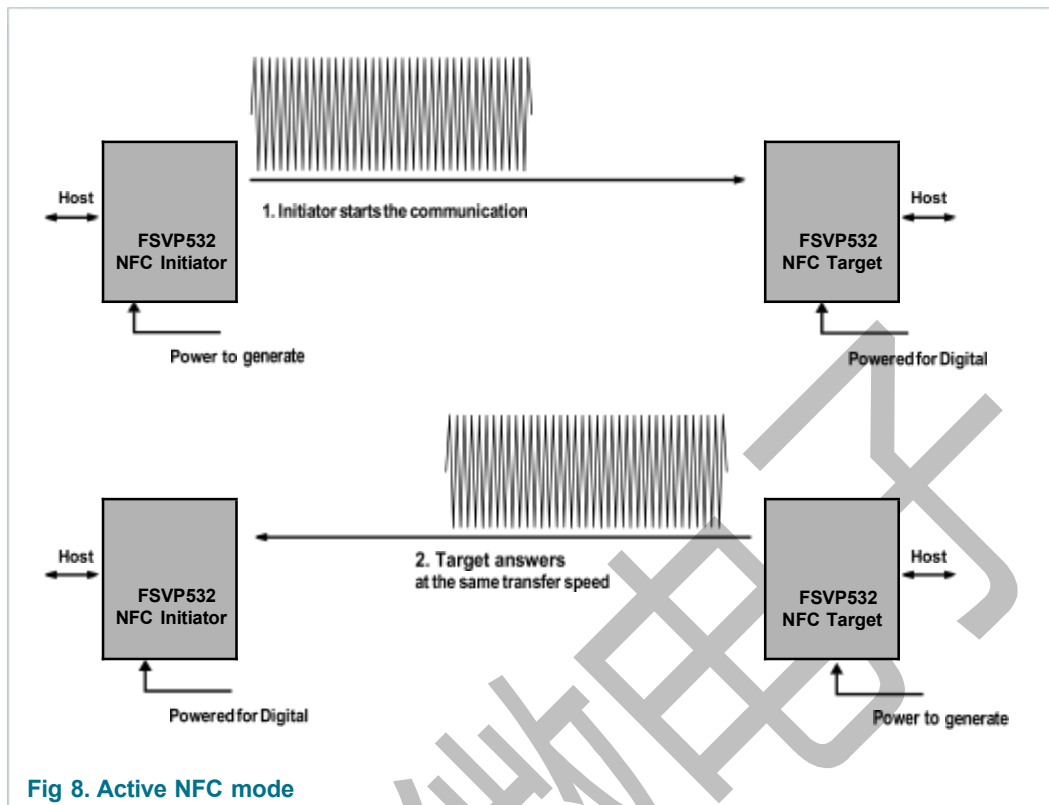 Host
FSVP532
NFC Initiator
1. Initiator starts the communication
FSVP532
NFC Target
Host
Power to generate
Powered for Digital
Host
FSVP532
NFC Initiator
2. Target answers
at the same transfer speed
FSVP532
NFC Target
Host
Powered for Digital
Power to generate
Fig 8. Active NFC mode
电子